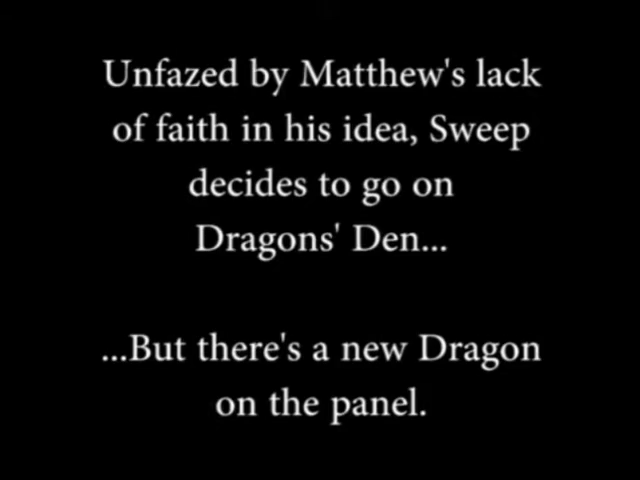 Unfazed by Matthew's lack
of faith in his idea, Sweep
decides to go on
Dragons' Den...
...But there's a new Dragon
on the panel.